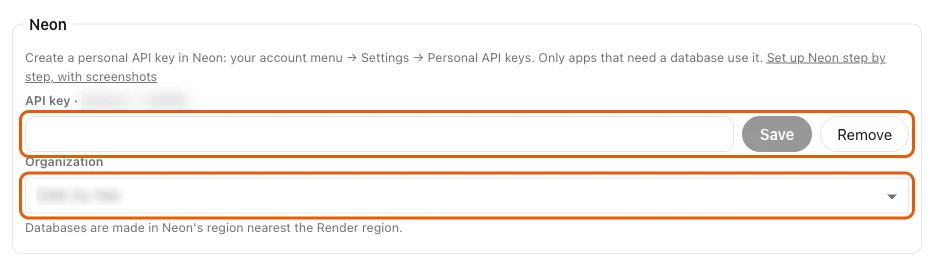 Neon
Create a personal API key in Neon: your account menu → Settings → Personal API keys. Only apps that need a database use it. Set up Neon step by
step, with screenshots
API key ·
Save
Remove
Organization
Databases are made in Neon's region nearest the Render region.